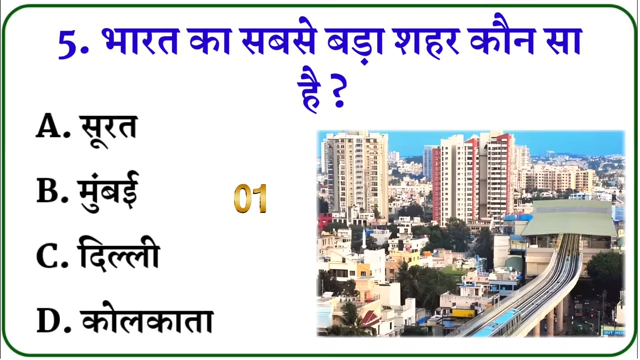 5. भारत का सबसे बड़ा शहर कौन सा
है ?
A. सूरत
B. मुंबई
01
C. दिल्ली
D. कोलकाता